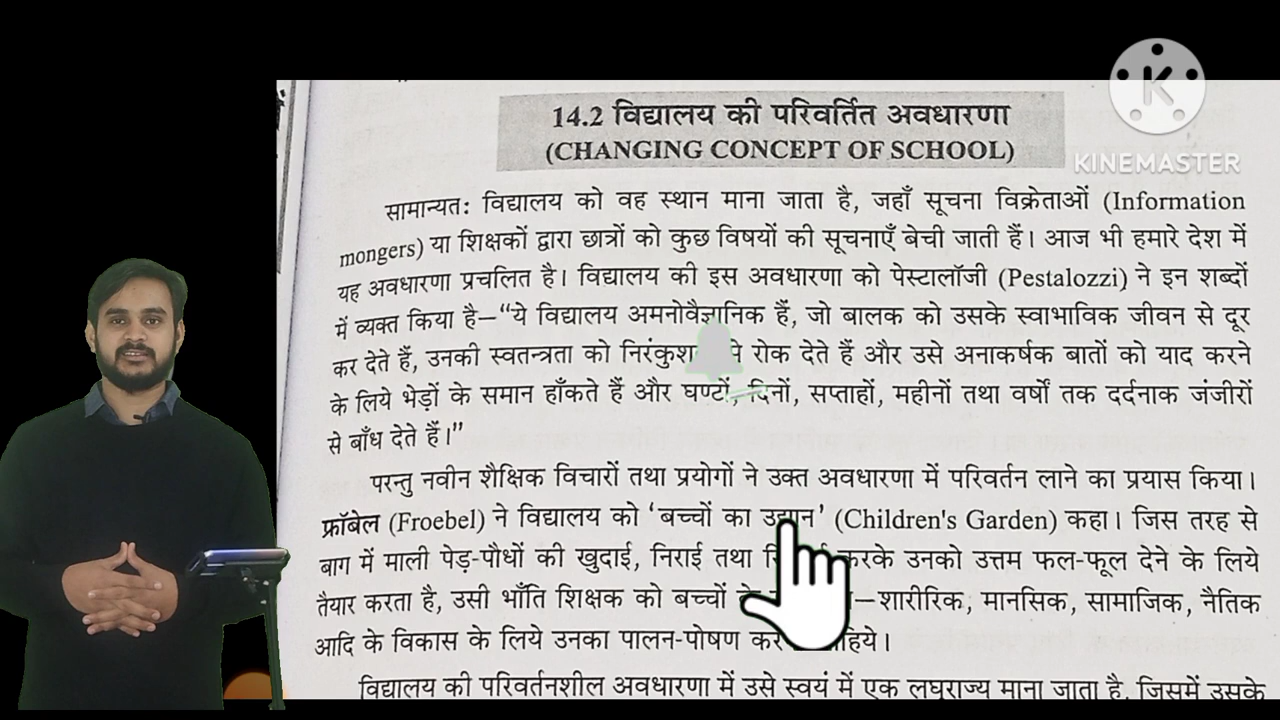 14.2 विद्यालय की परिवर्तित अवधारणा
(CHANGING CONCEPT OF SCHOOL)
KINEMASTER
सामान्यतः विद्यालय को वह स्थान माना जाता है, जहाँ सूचना विक्रेताओं (Information
mongers) या शिक्षकों द्वारा छात्रों को कुछ विषयों की सूचनाएँ बेची जाती हैं। आज भी हमारे देश में
यह अवधारणा प्रचलित है। विद्यालय की इस अवधारणा को पेस्टालॉजी (Pestalozzi) ने इन शब्दों
में व्यक्त किया है—“ये विद्यालय अमनोवैज्ञानिक हैं, जो बालक को उसके स्वाभाविक जीवन से दूर
कर देते हैं, उनकी स्वतन्त्रता को रोक देते हैं और उसे अनाकर्षक बातों को याद करने
के लिये भेड़ों के समान हाँकते हैं और घण्टों, दिनों, सप्ताहों, महीनों तथा वर्षों तक दर्दनाक जंजीरों
से बाँध देते हैं।”
परन्तु नवीन शैक्षिक विचारों तथा प्रयोगों ने उक्त अवधारणा में परिवर्तन लाने का प्रयास किया।
फ्रॉबेल (Froebel) ने विद्यालय को ‘बच्चों का उद्यान’ (Children's Garden) कहा। जिस तरह से
बाग में माली पेड़-पौधों की खुदाई, निराई तथा करके उनको उत्तम फल-फूल देने के लिये
तैयार करता है, उसी भाँति शिक्षक को बच्चों के —शारीरिक, मानसिक, सामाजिक, नैतिक
आदि के विकास के लिये उनका पालन-पोषण चाहिये।
विद्यालय की परिवर्तनशील अवधारणा में उसे स्वयं में एक लघुराज्य माना जाता है, जिसमें उसके